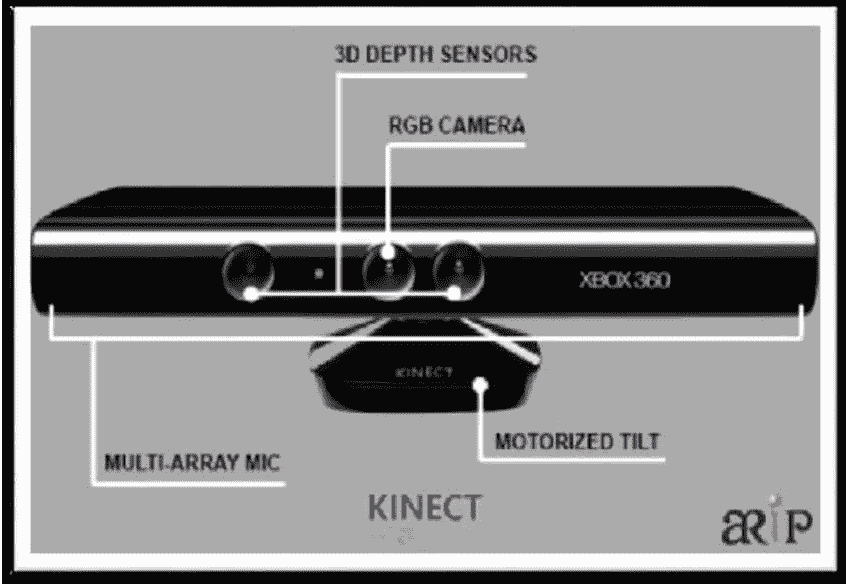 3D DEPTH SENSORS
RGB CAMERA
XBOX 360
KINECT
MOTORIZED TILT
MULTI-ARRAY MIC
KINECT
aRiP